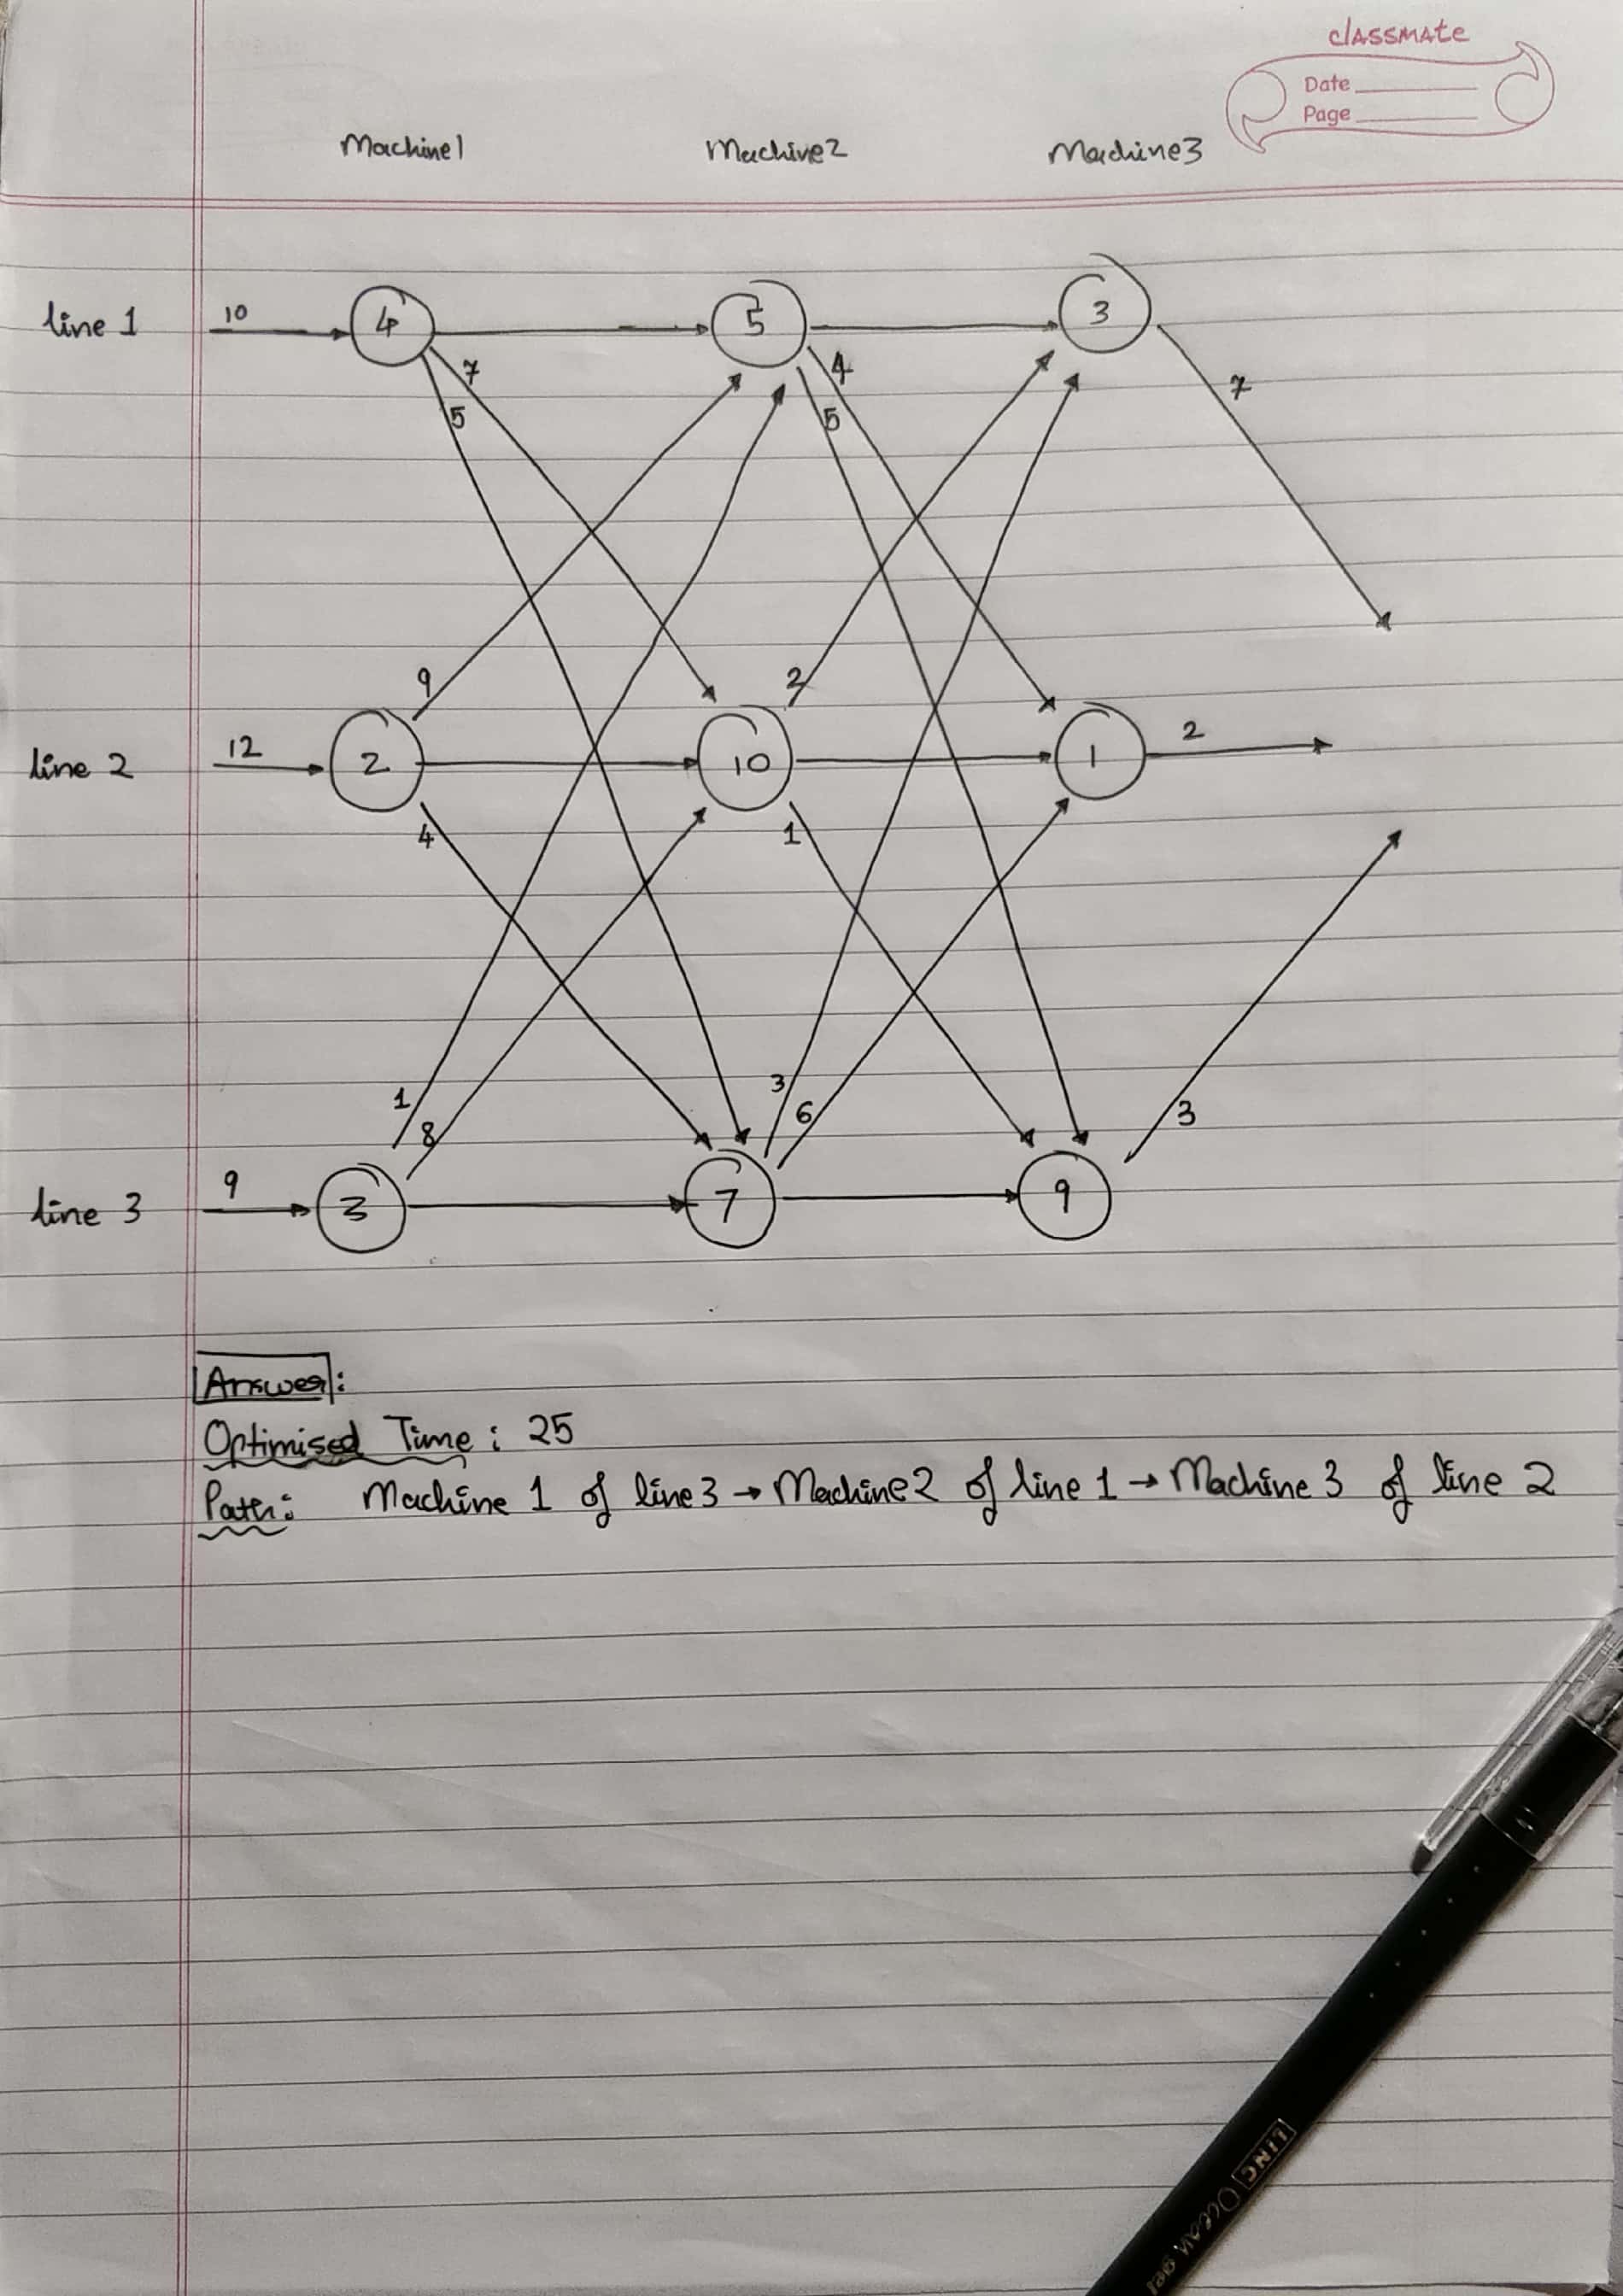 classmate
Date
Page
Machine1 Machine2 Machine3
line 1 10 4 5 3
7 4 7
5 5
9 2
line 2 12 2 10 1 2
4 1
1 3 3
8 6
line 3 9 3 7 9
Answer:
Optimised Time: 25
Path: Machine 1 of line3 → Machine2 of line 1 → Machine 3 of line 2
LINC Ocean gel